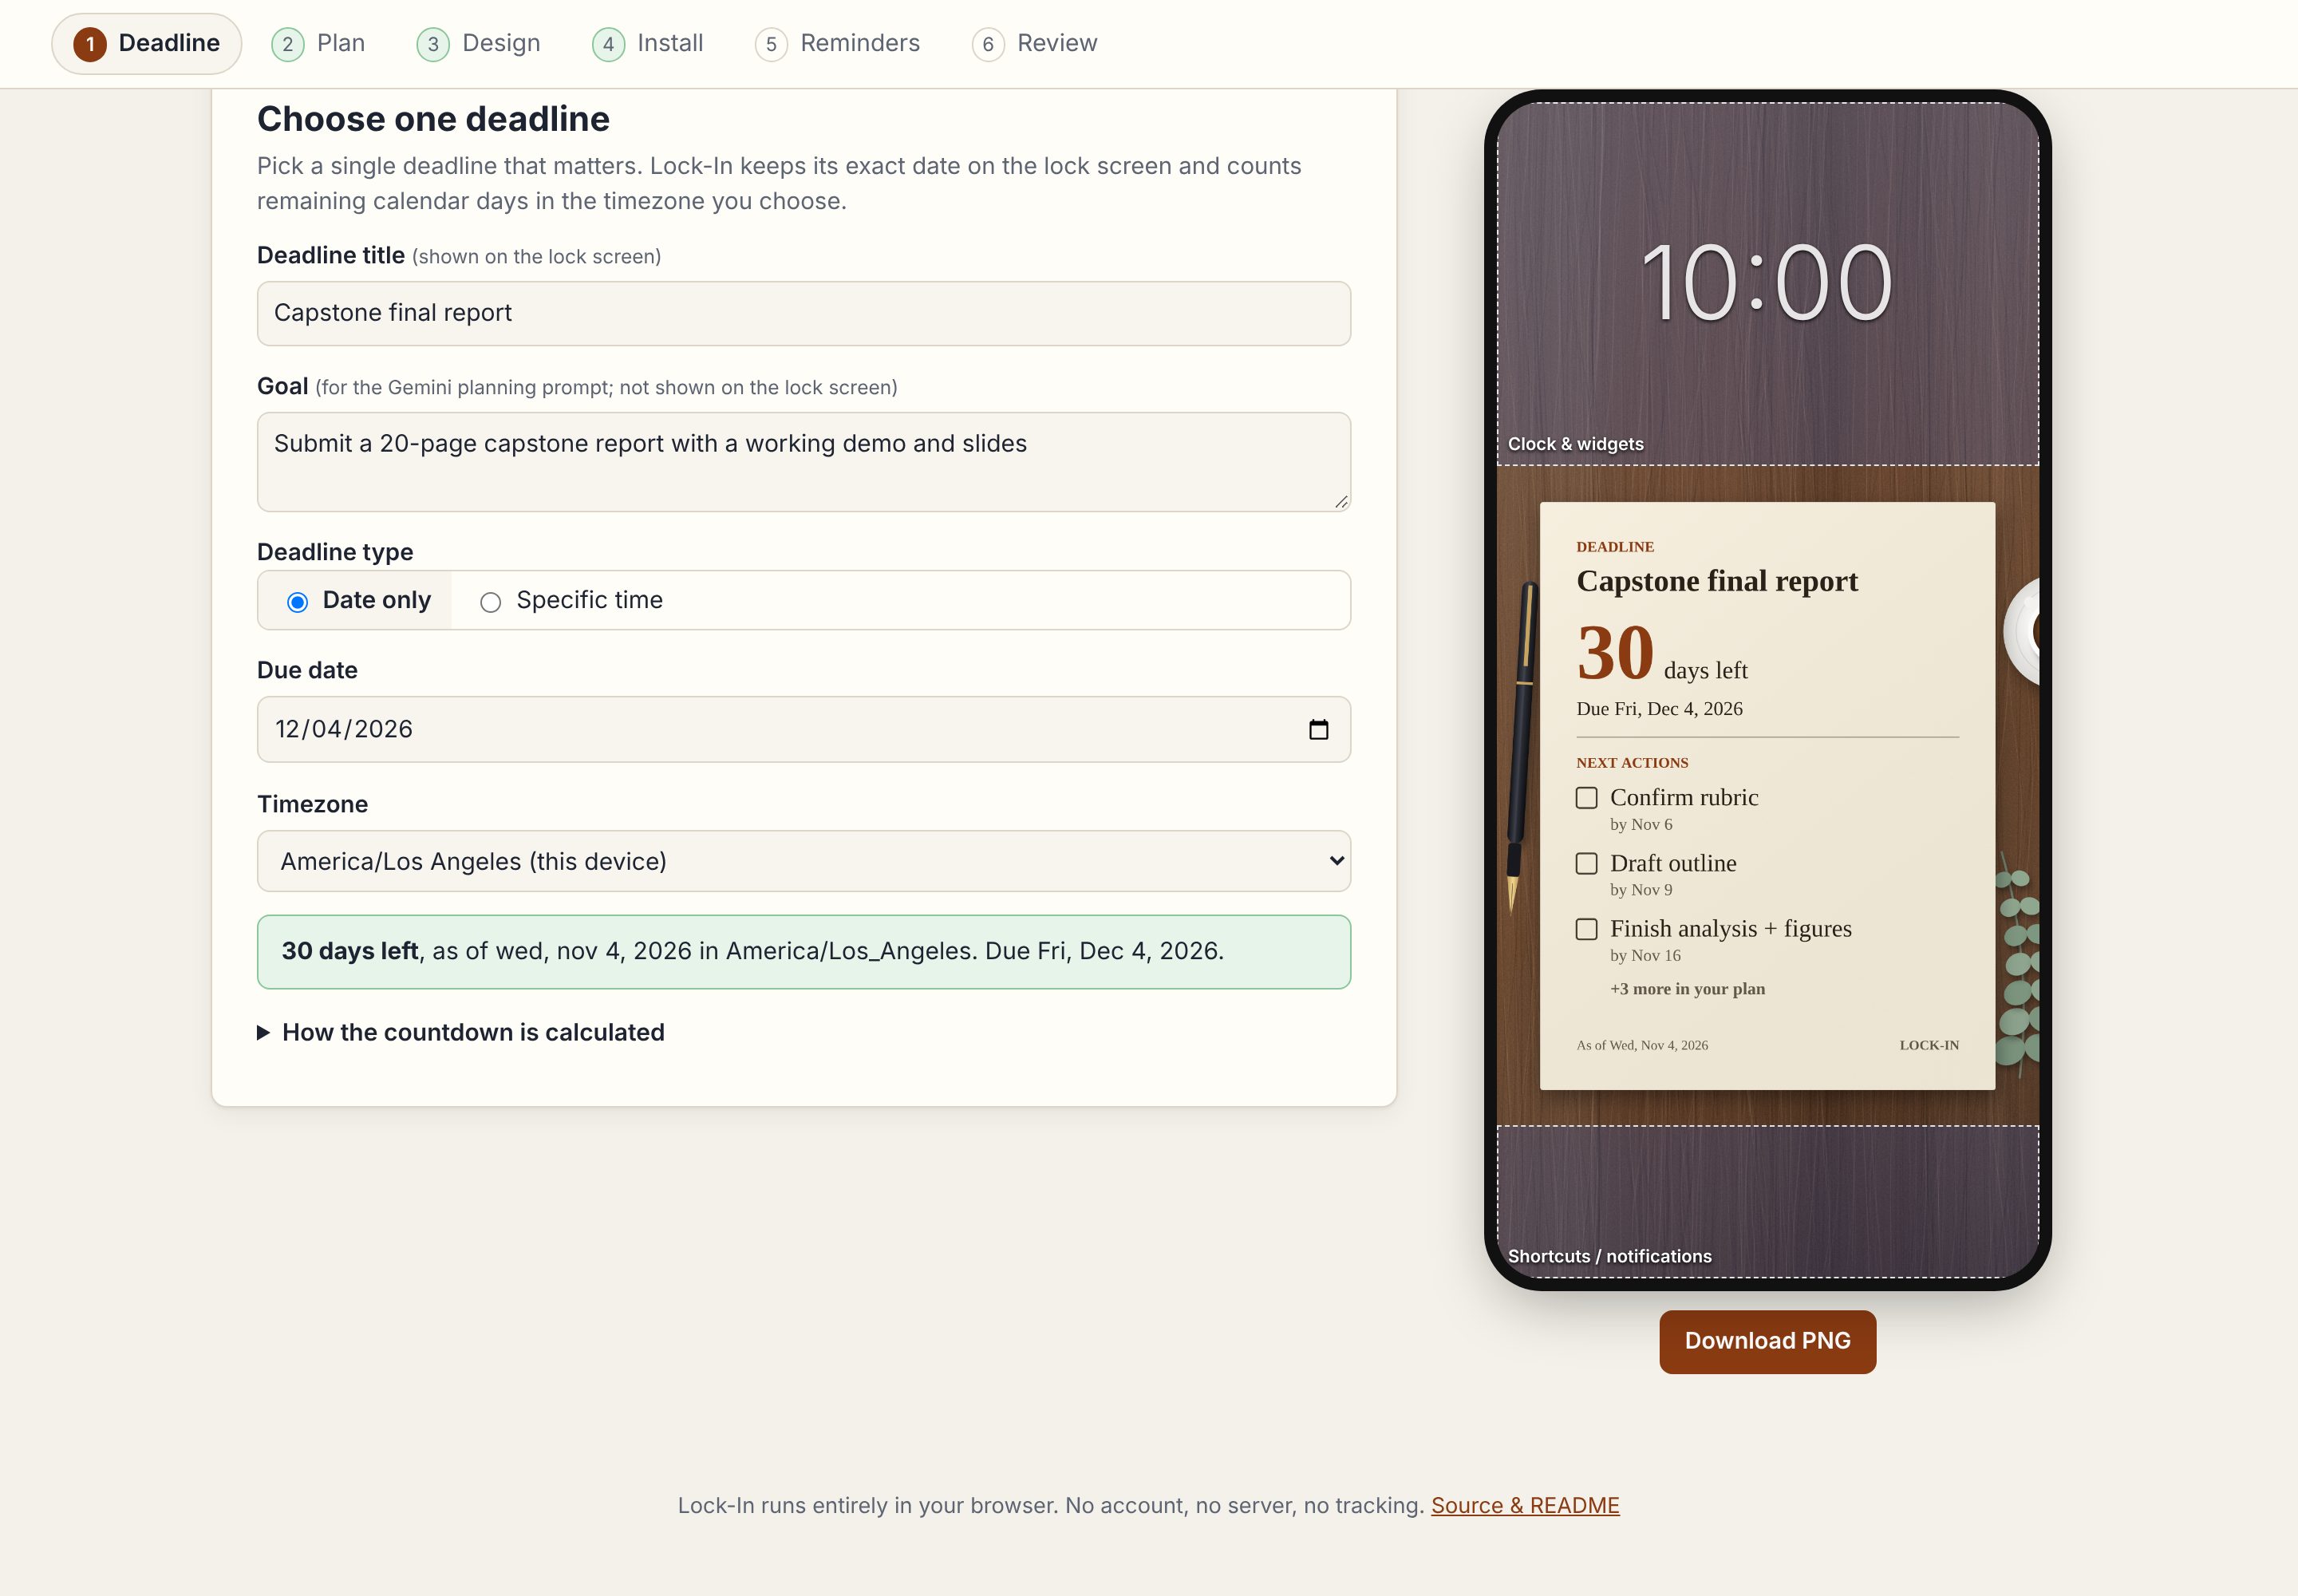 1 Deadline
2 Plan
3 Design
4 Install
5 Reminders
6 Review
Choose one deadline
Pick a single deadline that matters. Lock-In keeps its exact date on the lock screen and counts
remaining calendar days in the timezone you choose.
Deadline title (shown on the lock screen)
Capstone final report
Goal (for the Gemini planning prompt; not shown on the lock screen)
Submit a 20-page capstone report with a working demo and slides
Deadline type
Date only
Specific time
Due date
12/04/2026
Timezone
America/Los Angeles (this device)
30 days left, as of wed, nov 4, 2026 in America/Los_Angeles. Due Fri, Dec 4, 2026.
How the countdown is calculated
10:00
Clock & widgets
DEADLINE
Capstone final report
30 days left
Due Fri, Dec 4, 2026
NEXT ACTIONS
Confirm rubric
by Nov 6
Draft outline
by Nov 9
Finish analysis + figures
by Nov 16
+3 more in your plan
As of Wed, Nov 4, 2026
LOCK-IN
Shortcuts / notifications
Download PNG
Lock-In runs entirely in your browser. No account, no server, no tracking. Source & README